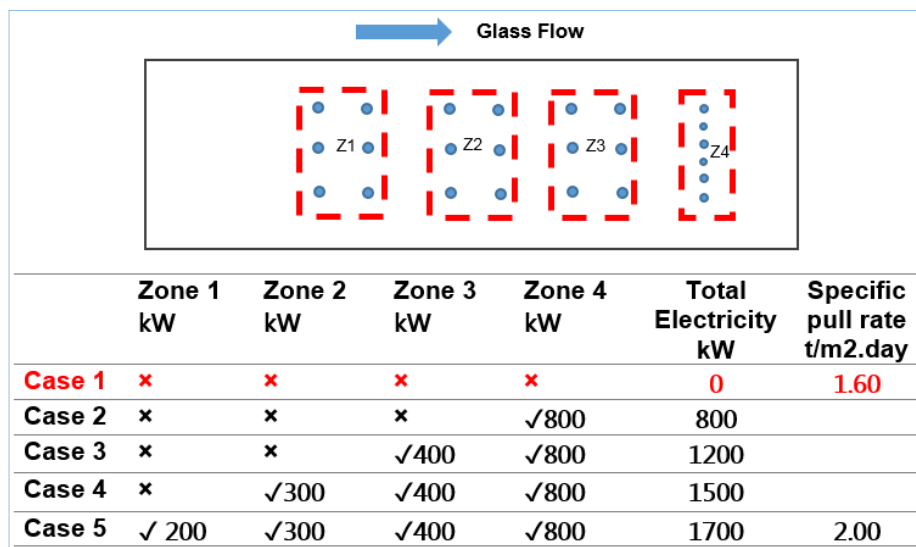 Glass Flow
Z1 Z2 Z3 Z4
Zone 1 kW Zone 2 kW Zone 3 kW Zone 4 kW Total Electricity kW Specific pull rate t/m2.day
Case 1 × × × × 0 1.60
Case 2 × × × ✓800 800
Case 3 × × ✓400 ✓800 1200
Case 4 × ✓300 ✓400 ✓800 1500
Case 5 ✓ 200 ✓300 ✓400 ✓800 1700 2.00